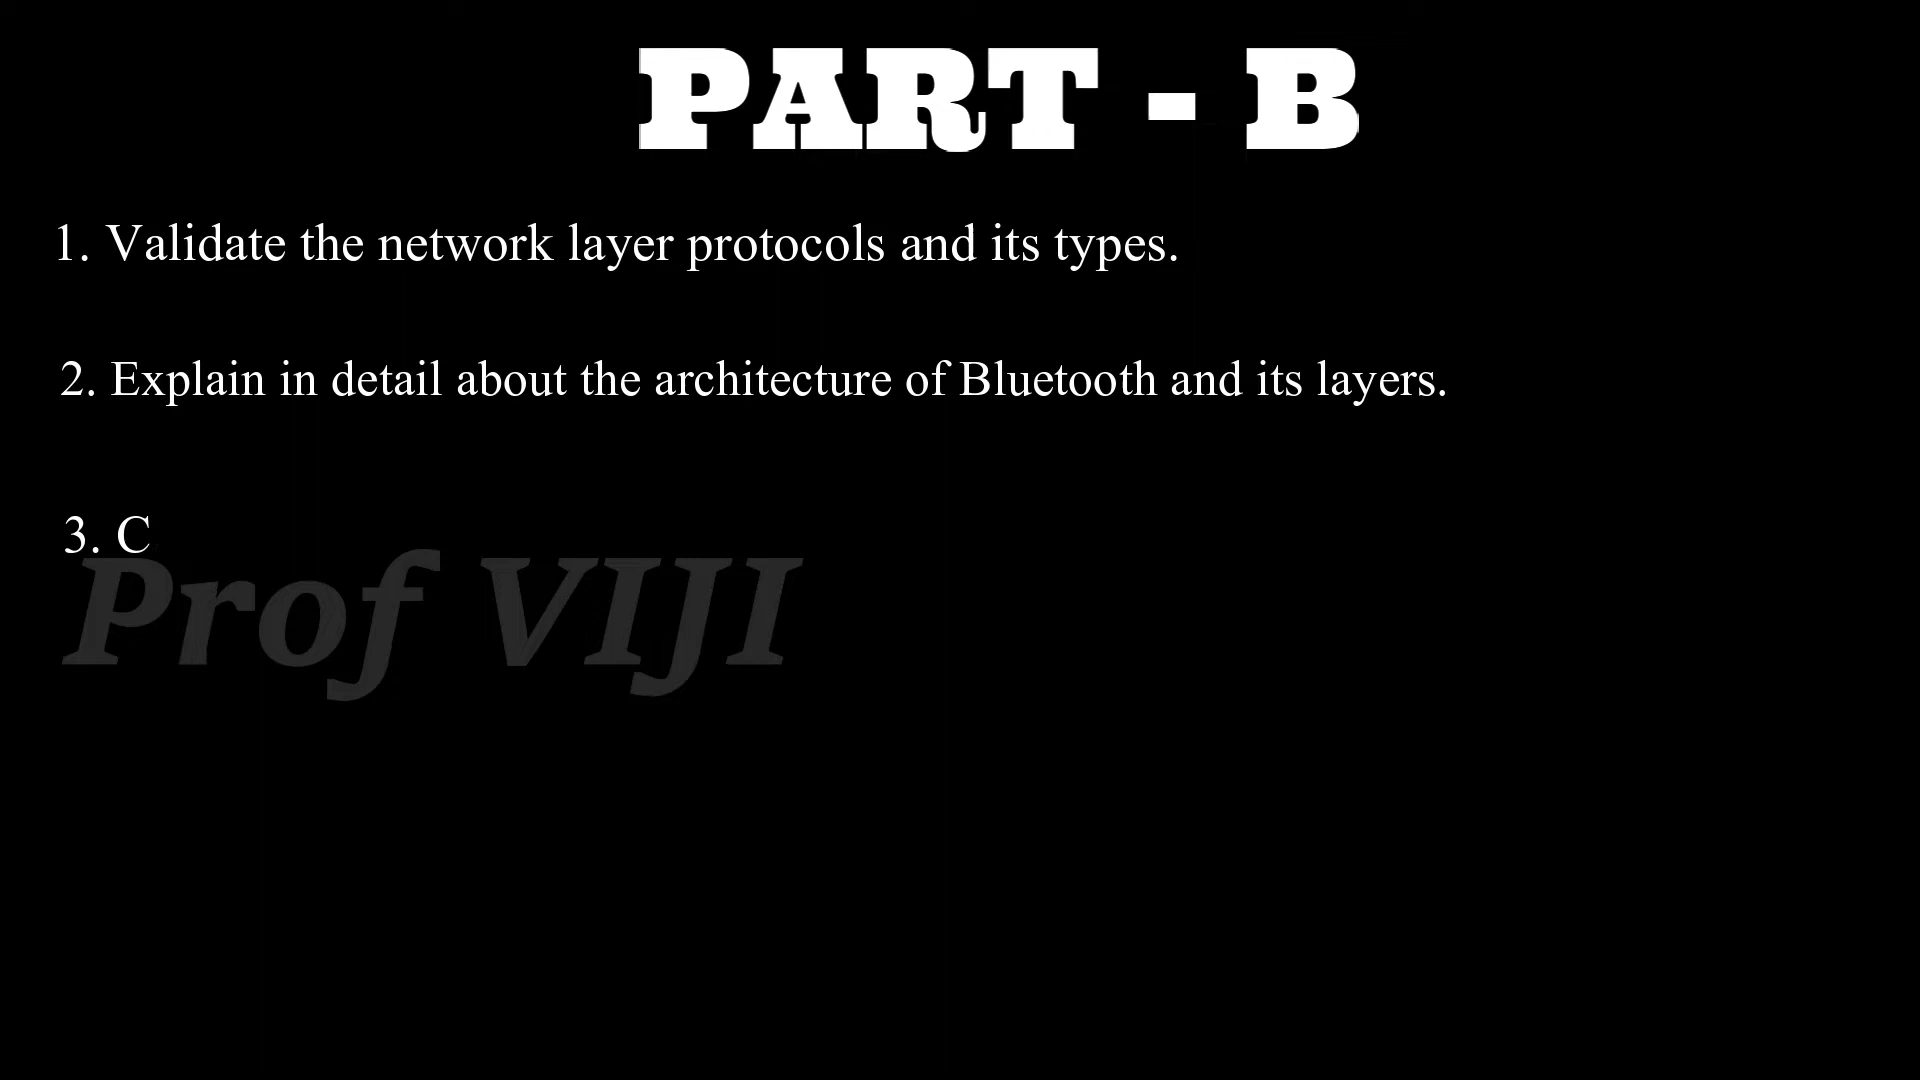 PART - B
1. Validate the network layer protocols and its types.
2. Explain in detail about the architecture of Bluetooth and its layers.
3. C
Prof VIJI